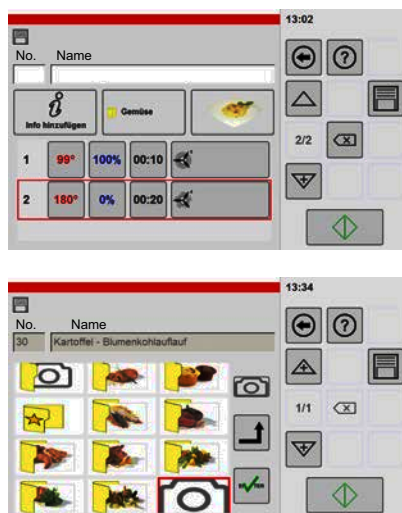 13:02
No. Name
Info hinzufügen
Gemüse
1 99° 100% 00:10
2/2
2 180° 0% 00:20
13:34
No. Name
30 Kartoffel - Blumenkohlauflauf
1/1